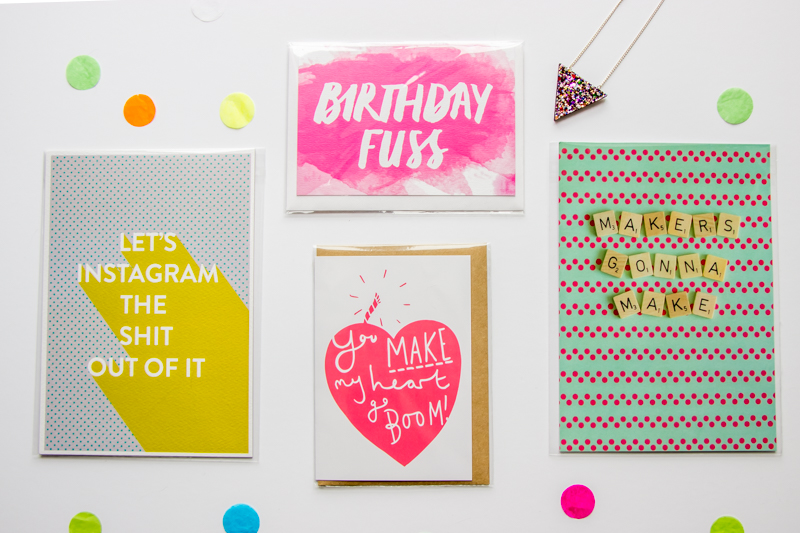 BIRTHDAY
FUSS
LET'S
INSTAGRAM
THE
SHIT
OUT OF IT
You MAKE
my heart
go
BOOM!
MAKERS
GONNA
MAKE